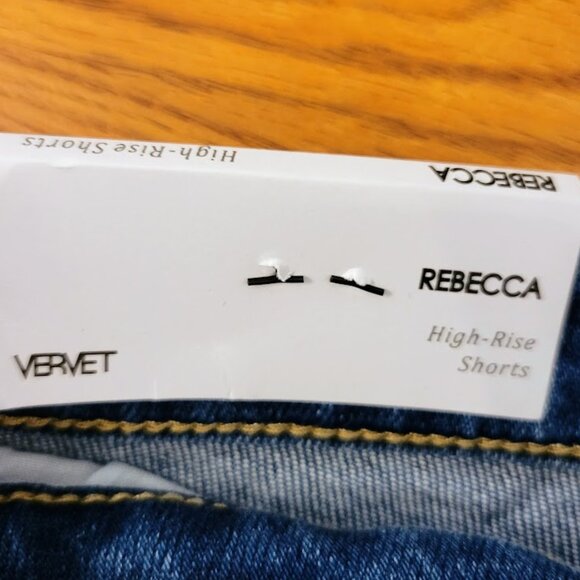 High-Rise Shorts
REBECCA
REBECCA
High-Rise
Shorts
VERVET